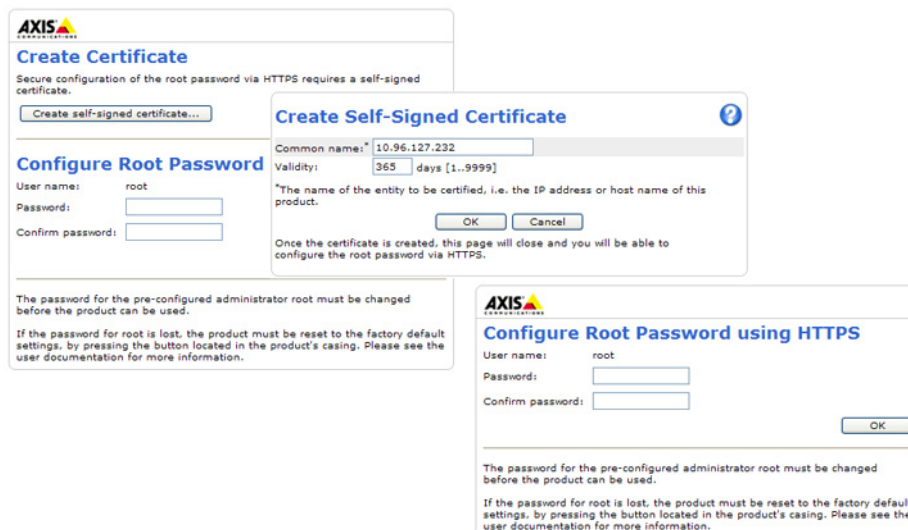 AXIS
COMMUNICATIONS
Create Certificate
Secure configuration of the root password via HTTPS requires a self-signed
certificate.
Create self-signed certificate...
Configure Root Password
User name: root
Password:
Confirm password:
The password for the pre-configured administrator root must be changed
before the product can be used.
If the password for root is lost, the product must be reset to the factory default
settings, by pressing the button located in the product's casing. Please see the
user documentation for more information.
Create Self-Signed Certificate
?
Common name:* 10.96.127.232
Validity: 365 days [1..9999]
*The name of the entity to be certified, i.e. the IP address or host name of this
product.
OK Cancel
Once the certificate is created, this page will close and you will be able to
configure the root password via HTTPS.
AXIS
COMMUNICATIONS
Configure Root Password using HTTPS
User name: root
Password:
Confirm password:
OK
The password for the pre-configured administrator root must be changed
before the product can be used.
If the password for root is lost, the product must be reset to the factory defaul
settings, by pressing the button located in the product's casing. Please see the
user documentation for more information.